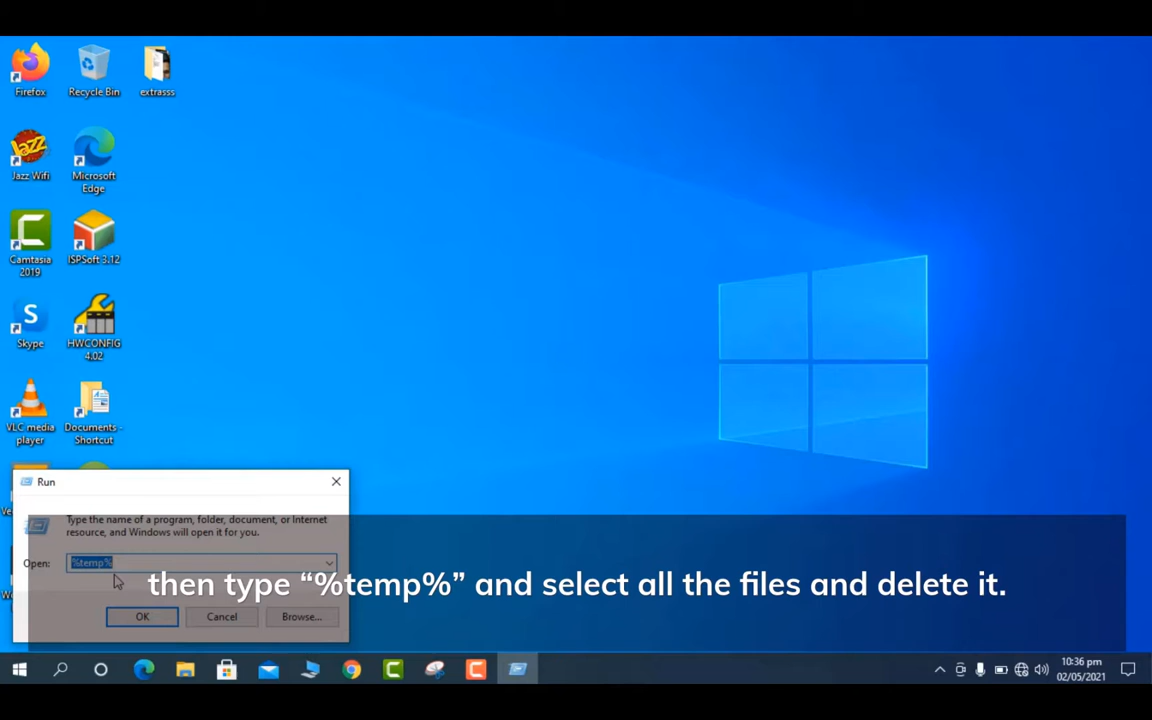 Firefox
Recycle Bin
extrasss
Jazz
Jazz Wifi
Microsoft
Edge
Camtasia
2019
ISPSoft 3.12
S
Skype
HWCONFIG
4.02
VLC media
player
Documents -
Shortcut
Run
Type the name of a program, folder, document, or Internet
resource, and Windows will open it for you.
Open:
%temp%
then type “%temp%” and select all the files and delete it.
OK
Cancel
Browse...
10:36 pm
02/05/2021